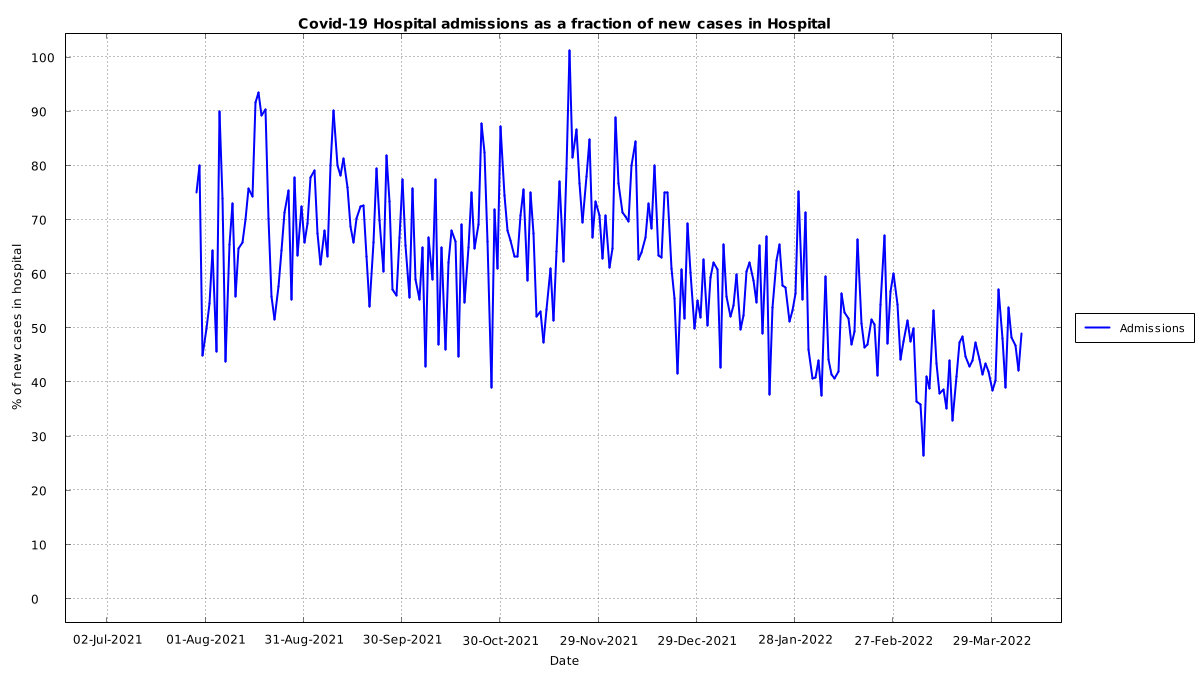 Covid-19 Hospital admissions as a fraction of new cases in Hospital
100
90
80
70
60
50
40
30
20
10
0
% of new cases in hospital
02-Jul-2021
01-Aug-2021
31-Aug-2021
30-Sep-2021
30-Oct-2021
29-Nov-2021
29-Dec-2021
28-Jan-2022
27-Feb-2022
29-Mar-2022
Date
Admissions